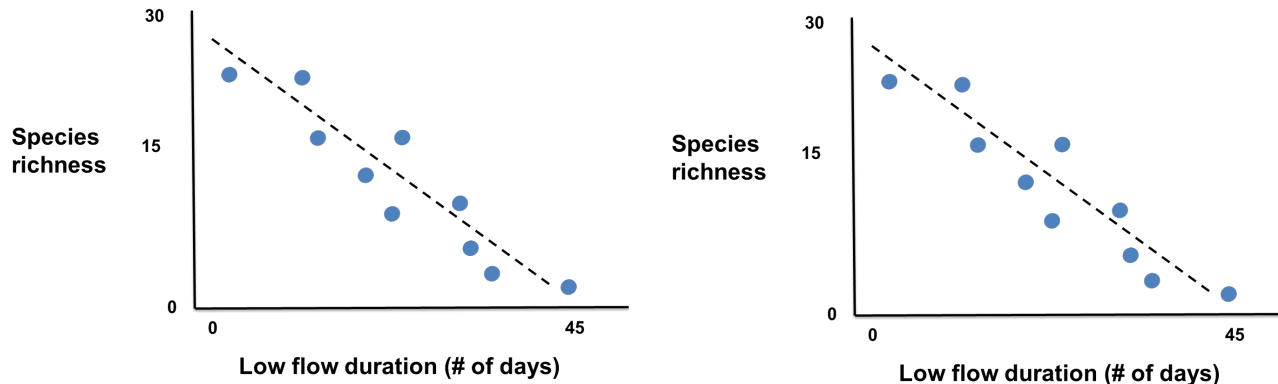 30
Species
richness
15
0
0
45
Low flow duration (# of days)
30
Species
richness
15
0
0
45
Low flow duration (# of days)